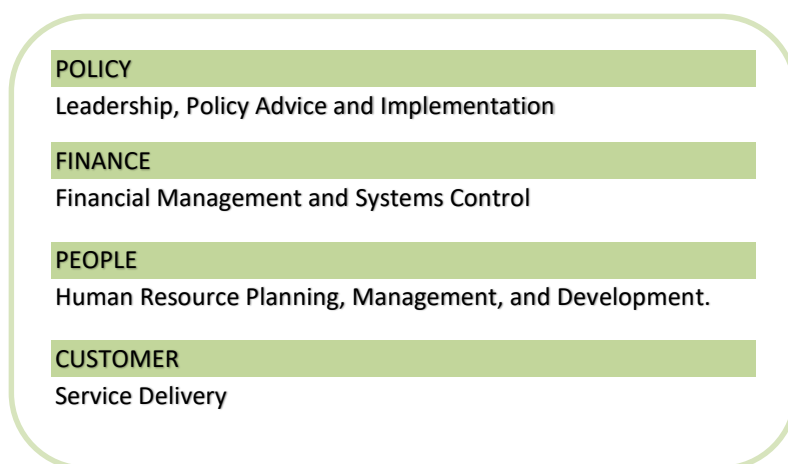 POLICY
Leadership, Policy Advice and Implementation
FINANCE
Financial Management and Systems Control
PEOPLE
Human Resource Planning, Management, and Development.
CUSTOMER
Service Delivery